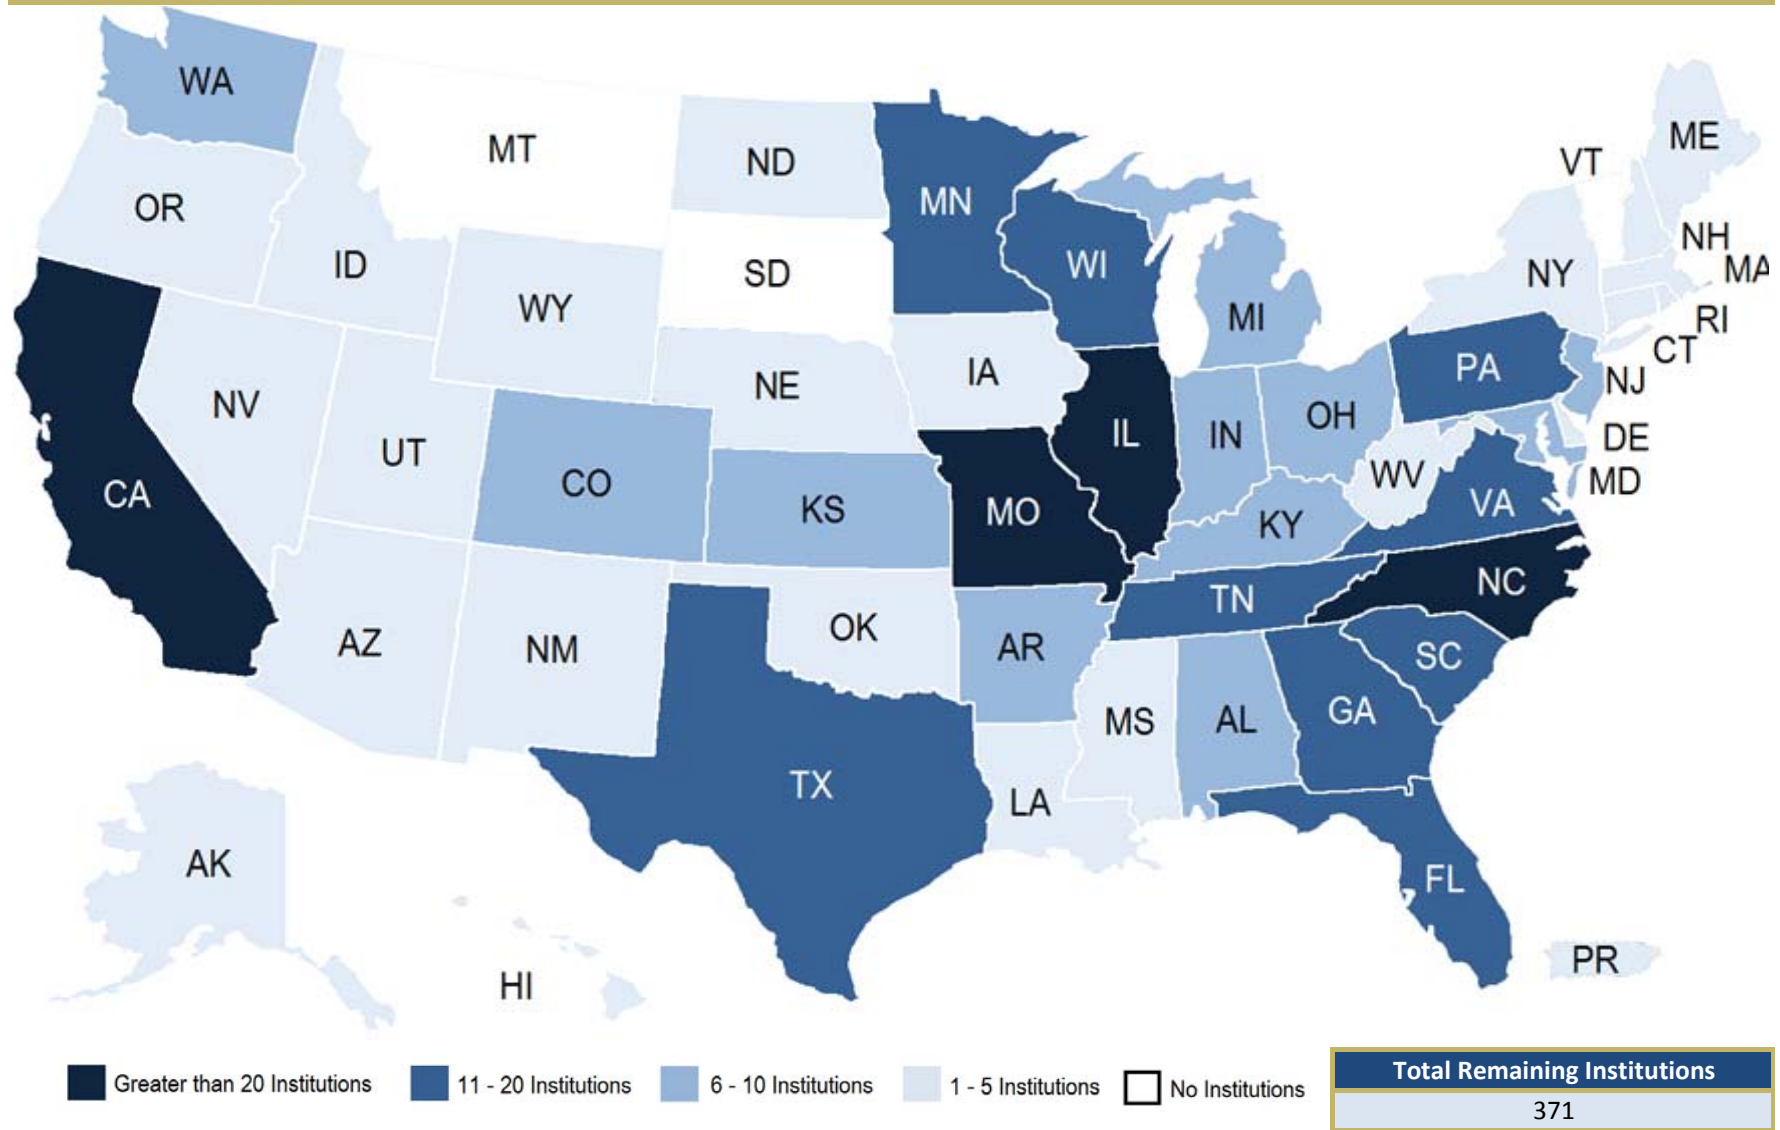 WA
MT
ND
MN
VT
ME
OR
ID
WY
SD
WI
MI
NY
NH
MA
RI
CT
NV
UT
CO
NE
KS
IA
MO
IL
IN
OH
PA
NJ
DE
MD
WV
VA
KY
CA
AZ
NM
OK
AR
TN
NC
SC
MS
AL
GA
TX
LA
FL
AK
HI
PR
Greater than 20 Institutions
11 - 20 Institutions
6 - 10 Institutions
1 - 5 Institutions
No Institutions
Total Remaining Institutions
371